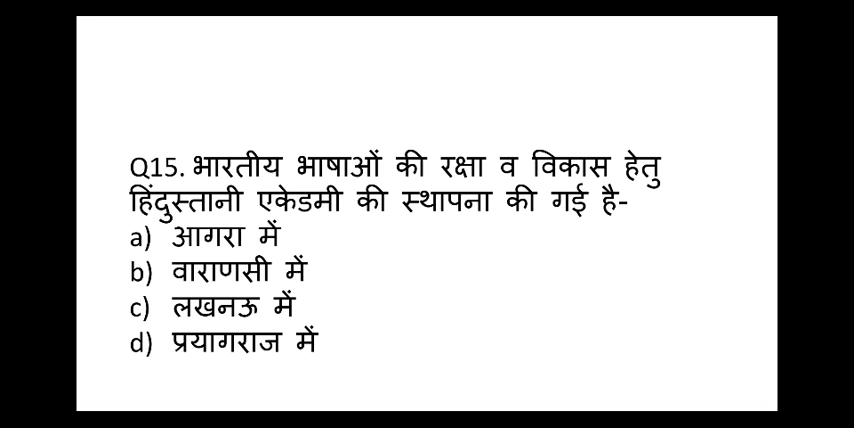 Q15. भारतीय भाषाओं की रक्षा व विकास हेतु
हिंदुस्तानी एकेडमी की स्थापना की गई है-
a) आगरा में
b) वाराणसी में
c) लखनऊ में
d) प्रयागराज में